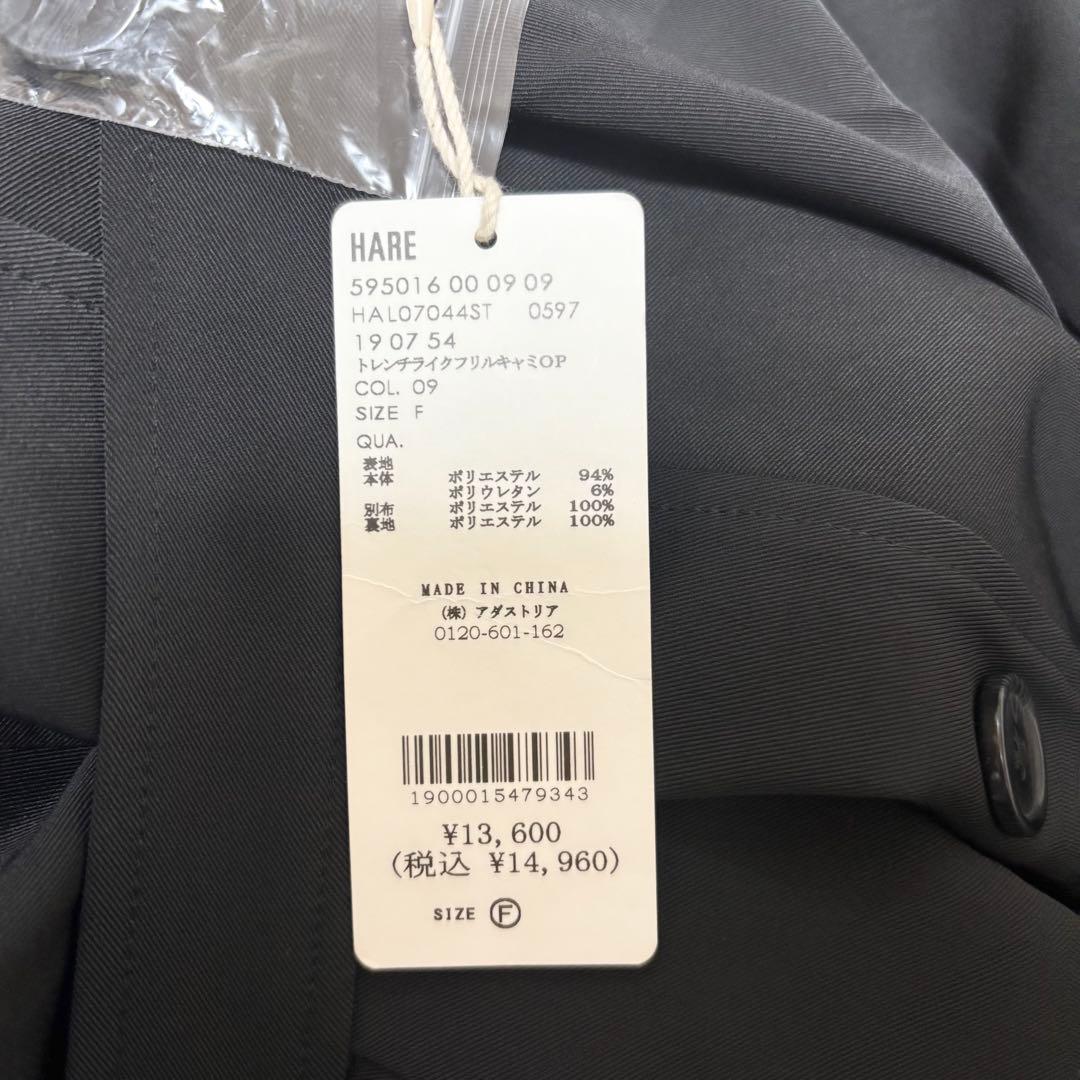 HARE
595016 00 09 09
HAL07044ST 0597
19 07 54
トレンチライクフリルキャミOP
COL. 09
SIZE F
QUA.
表地
本体 ポリエステル 94%
ポリウレタン 6%
別布 ポリエステル 100%
裏地 ポリエステル 100%
MADE IN CHINA
(株) アダストリア
0120-601-162
1900015479343
¥13,600
(税込 ¥14,960)
SIZE Ⓕ